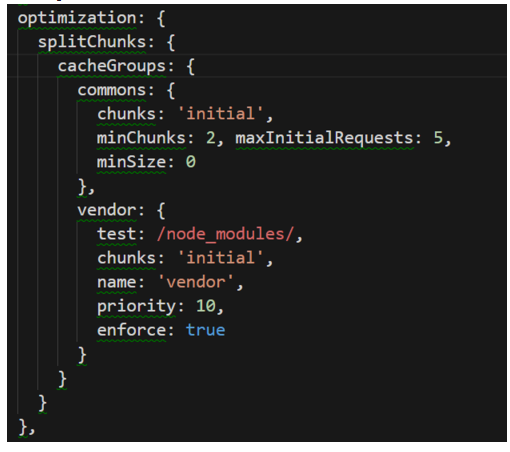 optimization: {
splitChunks: {
cacheGroups: {
commons: {
chunks: 'initial',
minChunks: 2, maxInitialRequests: 5,
minSize: 0
},
vendor: {
test: /node_modules/,
chunks: 'initial',
name: 'vendor',
priority: 10,
enforce: true
}
}
}
},